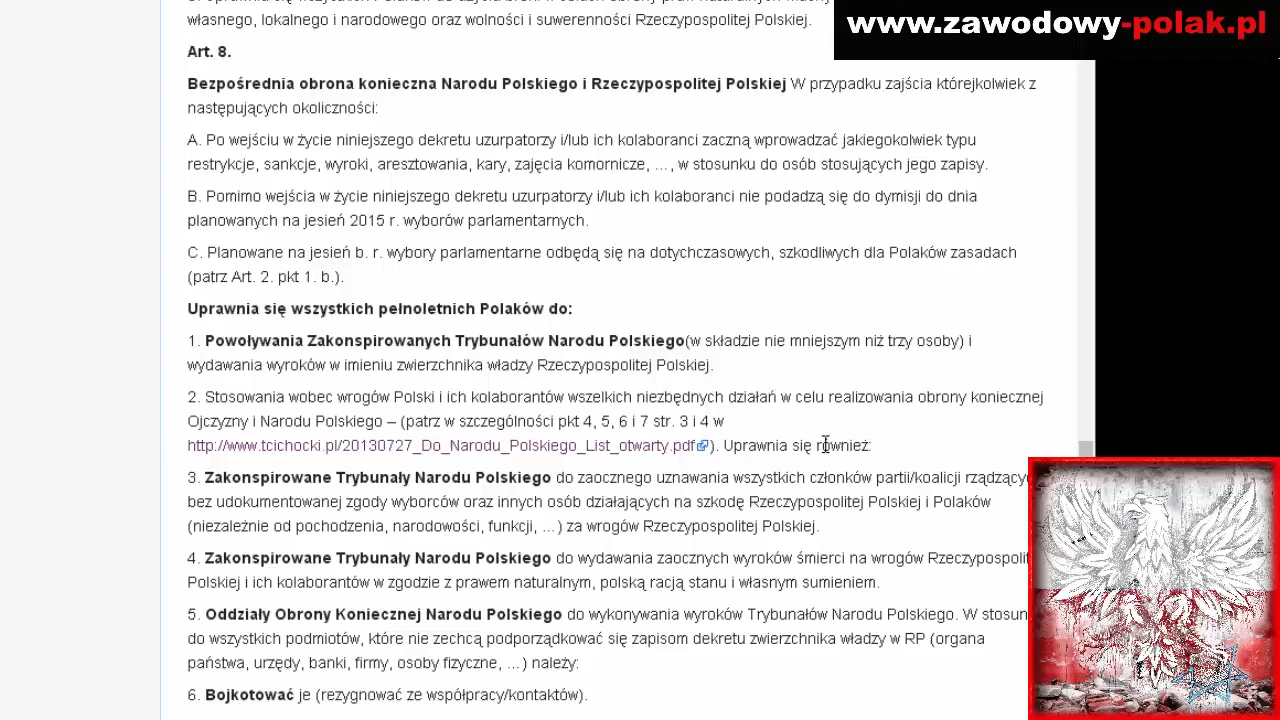 www.zawodowy-polak.pl
własnego, lokalnego i narodowego oraz wolności i suwerenności Rzeczypospolitej Polskiej.
Art. 8.
Bezpośrednia obrona konieczna Narodu Polskiego i Rzeczypospolitej Polskiej W przypadku zajścia którejkolwiek z
następujących okoliczności:
A. Po wejściu w życie niniejszego dekretu uzurpatorzy i/lub ich kolaboranci zaczną wprowadzać jakiegokolwiek typu
restrykcje, sankcje, wyroki, aresztowania, kary, zajęcia komornicze, ..., w stosunku do osób stosujących jego zapisy.
B. Pomimo wejścia w życie niniejszego dekretu uzurpatorzy i/lub ich kolaboranci nie podadzą się do dymisji do dnia
planowanych na jesień 2015 r. wyborów parlamentarnych.
C. Planowane na jesień b. r. wybory parlamentarne odbędą się na dotychczasowych, szkodliwych dla Polaków zasadach
(patrz Art. 2. pkt 1. b.).
Uprawnia się wszystkich pełnoletnich Polaków do:
1. Powoływania Zakonspirowanych Trybunałów Narodu Polskiego(w składzie nie mniejszym niż trzy osoby) i
wydawania wyroków w imieniu zwierzchnika władzy Rzeczypospolitej Polskiej.
2. Stosowania wobec wrogów Polski i ich kolaborantów wszelkich niezbędnych działań w celu realizowania obrony koniecznej
Ojczyzny i Narodu Polskiego – (patrz w szczególności pkt 4, 5, 6 i 7 str. 3 i 4 w
http://www.tcichocki.pl/20130727_Do_Narodu_Polskiego_List_otwarty.pdf). Uprawnia się również:
3. Zakonspirowane Trybunały Narodu Polskiego do zaocznego uznawania wszystkich członków partii/koalicji rządzący
bez udokumentowanej zgody wyborców oraz innych osób działających na szkodę Rzeczypospolitej Polskiej i Polaków
(niezależnie od pochodzenia, narodowości, funkcji, ...) za wrogów Rzeczypospolitej Polskiej.
4. Zakonspirowane Trybunały Narodu Polskiego do wydawania zaocznych wyroków śmierci na wrogów Rzeczypospolit
Polskiej i ich kolaborantów w zgodzie z prawem naturalnym, polską racją stanu i własnym sumieniem.
5. Oddziały Obrony Koniecznej Narodu Polskiego do wykonywania wyroków Trybunałów Narodu Polskiego. W stosun
do wszystkich podmiotów, które nie zechcą podporządkować się zapisom dekretu zwierzchnika władzy w RP (organa
państwa, urzędy, banki, firmy, osoby fizyczne, ...) należy:
6. Bojkotować je (rezygnować ze współpracy/kontaktów).